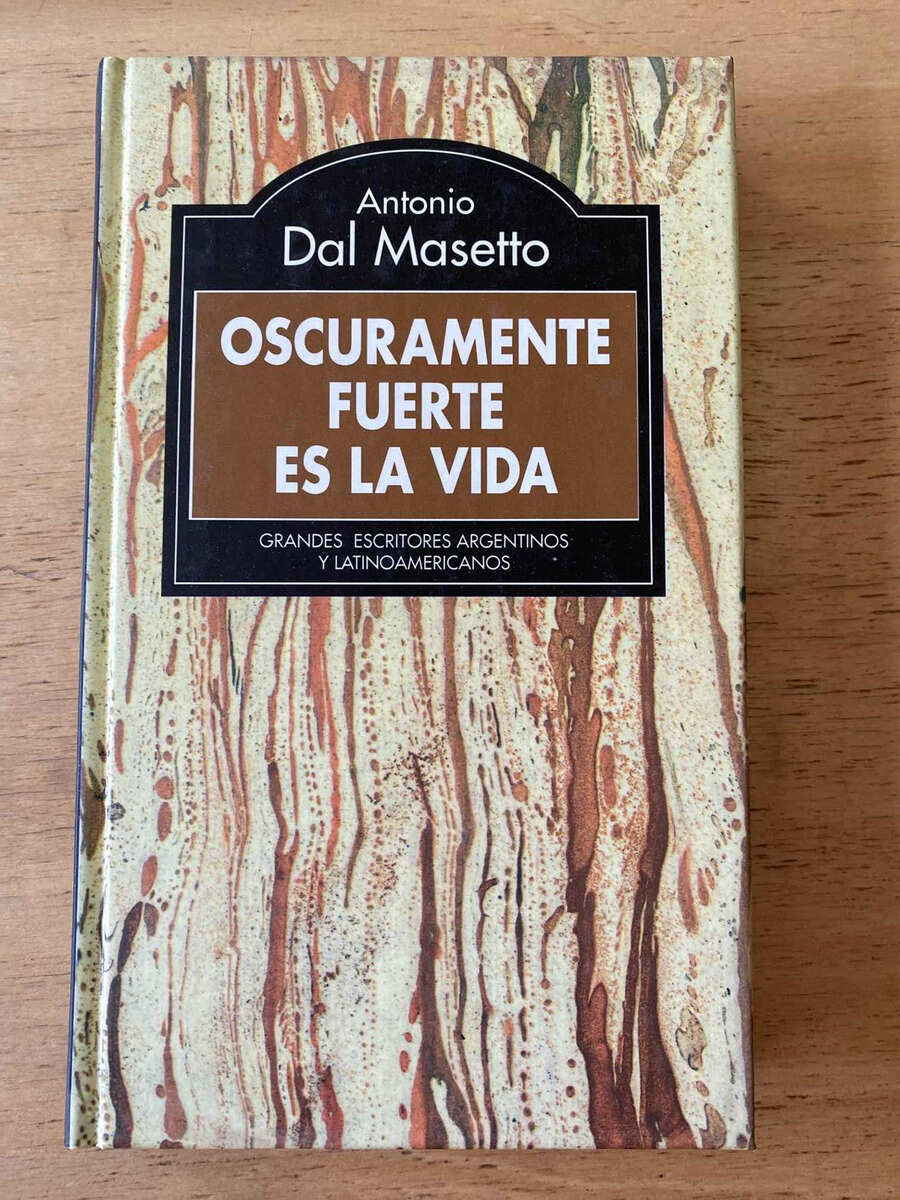 Antonio
Dal Masetto
OSCURAMENTE
FUERTE
ES LA VIDA
GRANDES ESCRITORES ARGENTINOS
Y LATINOAMERICANOS